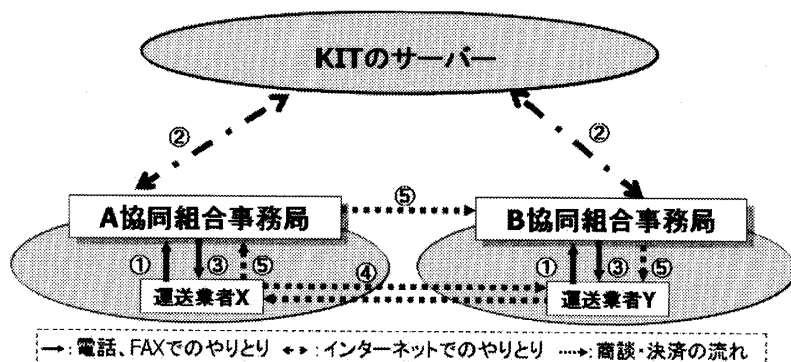 KITのサーバー
② ②
A協同組合事務局 ⑤ B協同組合事務局
① ③ ⑤ ④ ① ③ ⑤
運送業者X 運送業者Y
→:電話、FAXでのやりとり ◂・▸:インターネットでのやりとり ┈▸:商談・決済の流れ